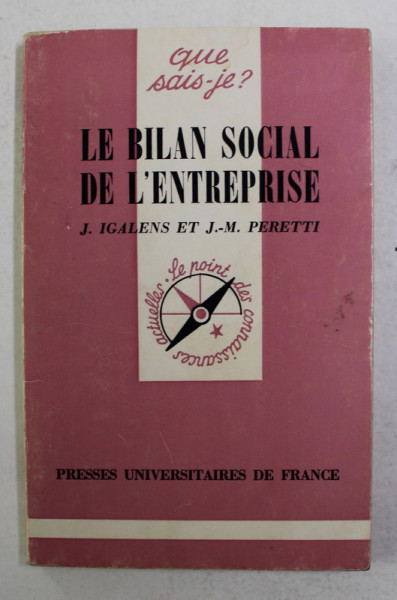 que
sais-je?
LE BILAN SOCIAL
DE L'ENTREPRISE
J. IGALENS ET J.-M. PERETTI
Le point des connaissances actuelles
PRESSES UNIVERSITAIRES DE FRANCE